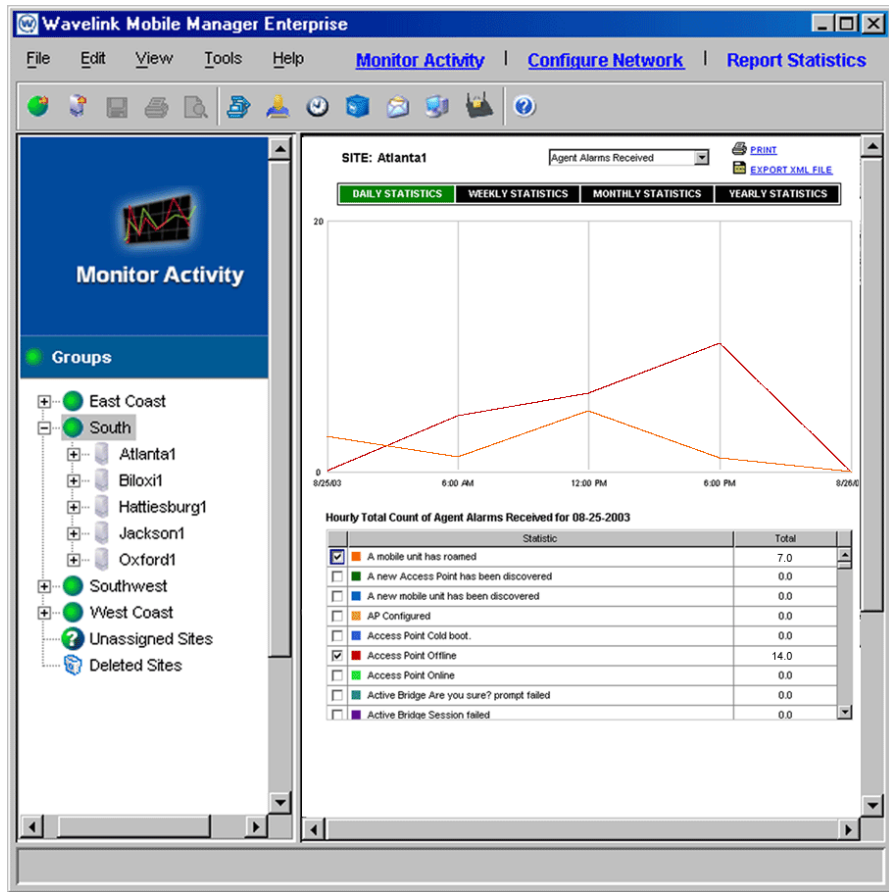 Wavelink Mobile Manager Enterprise
File Edit View Tools Help Monitor Activity | Configure Network | Report Statistics
SITE: Atlanta1
Agent Alarms Received
PRINT
EXPORT XML FILE
DAILY STATISTICS WEEKLY STATISTICS MONTHLY STATISTICS YEARLY STATISTICS
Monitor Activity
Groups
East Coast
South
Atlanta1
Biloxi1
Hattiesburg1
Jackson1
Oxford1
Southwest
West Coast
Unassigned Sites
Deleted Sites
20
0
8/25/03 6:00 AM 12:00 PM 6:00 PM 8/26/0
Hourly Total Count of Agent Alarms Received for 08-25-2003
Statistic Total
A mobile unit has roamed 7.0
A new Access Point has been discovered 0.0
A new mobile unit has been discovered 0.0
AP Configured 0.0
Access Point Cold boot. 0.0
Access Point Offline 14.0
Access Point Online 0.0
Active Bridge Are you sure? prompt failed 0.0
Active Bridge Session failed 0.0